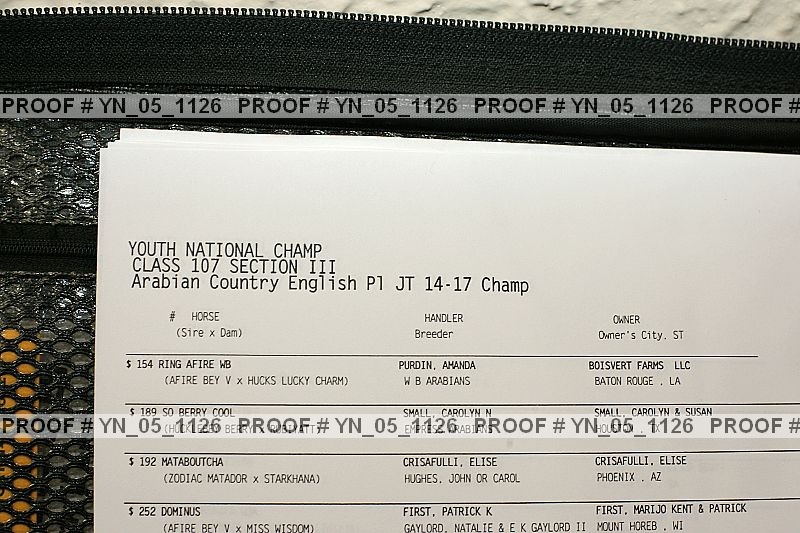 PROOF # YN_05_1126 PROOF # YN_05_1126 PROOF # YN_05_1126 PROOF #
YOUTH NATIONAL CHAMP
CLASS 107 SECTION III
Arabian Country English Pl JT 14-17 Champ
# HORSE HANDLER OWNER
(Sire x Dam) Breeder Owner's City. ST
$ 154 RING AFIRE WB PURDIN, AMANDA BOISVERT FARMS LLC
(AFIRE BEY V x HUCKS LUCKY CHARM) W B ARABIANS BATON ROUGE . LA
$ 189 SO BERRY COOL SMALL, CAROLYN N SMALL, CAROLYN & SUSAN
PROOF # YN_05_1126 PROOF # YN_05_1126 PROOF # YN_05_1126 PROOF #
EMPRESS ARABIANS HOUSTON . TX
$ 192 MATABOUTCHA CRISAFULLI, ELISE CRISAFULLI, ELISE
(ZODIAC MATADOR x STARKHANA) HUGHES, JOHN OR CAROL PHOENIX . AZ
$ 252 DOMINUS FIRST, PATRICK K FIRST, MARIJO KENT & PATRICK
(AFIRE BEY V x MISS WISDOM) GAYLORD, NATALIE & E K GAYLORD II MOUNT HOREB . WI